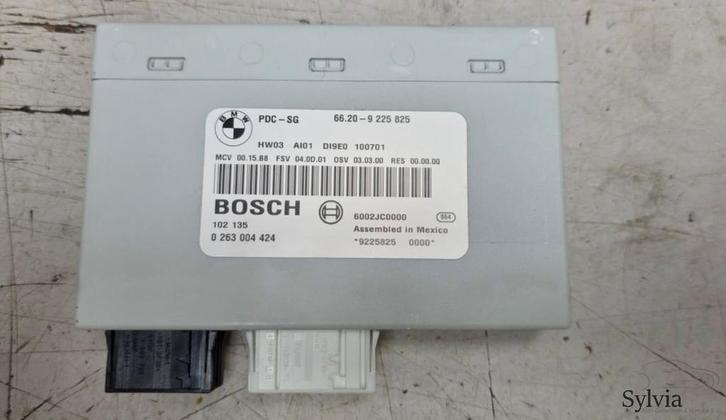 BMW
PDC-SG 66.20-9 225 825
HW03 AI01 DI9E0 100701
MCV 00.15.88 FSV 04.0D.01 OSV 03.03.00 RES 00.00.00
BOSCH 6002JC0000 864
102 135 Assembled in Mexico
0 263 004 424 *9225825 0000*
Sylvia